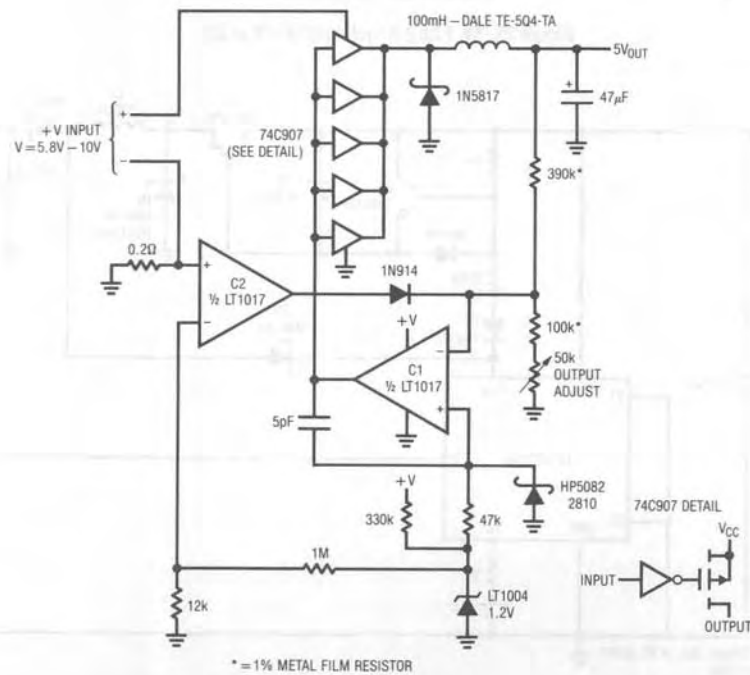 100mH – DALE TE-5Q4-TA
5VOUT
+
1N5817
47µF
+
+V INPUT
V = 5.8V – 10V
–
74C907
(SEE DETAIL)
390k*
0.2Ω
+
C2
½ LT1017
–
1N914
+V
–
C1
½ LT1017
+
100k*
50k
OUTPUT
ADJUST
5pF
+V
330k
47k
HP5082
2810
74C907 DETAIL
VCC
1M
INPUT
12k
LT1004
1.2V
OUTPUT
* = 1% METAL FILM RESISTOR